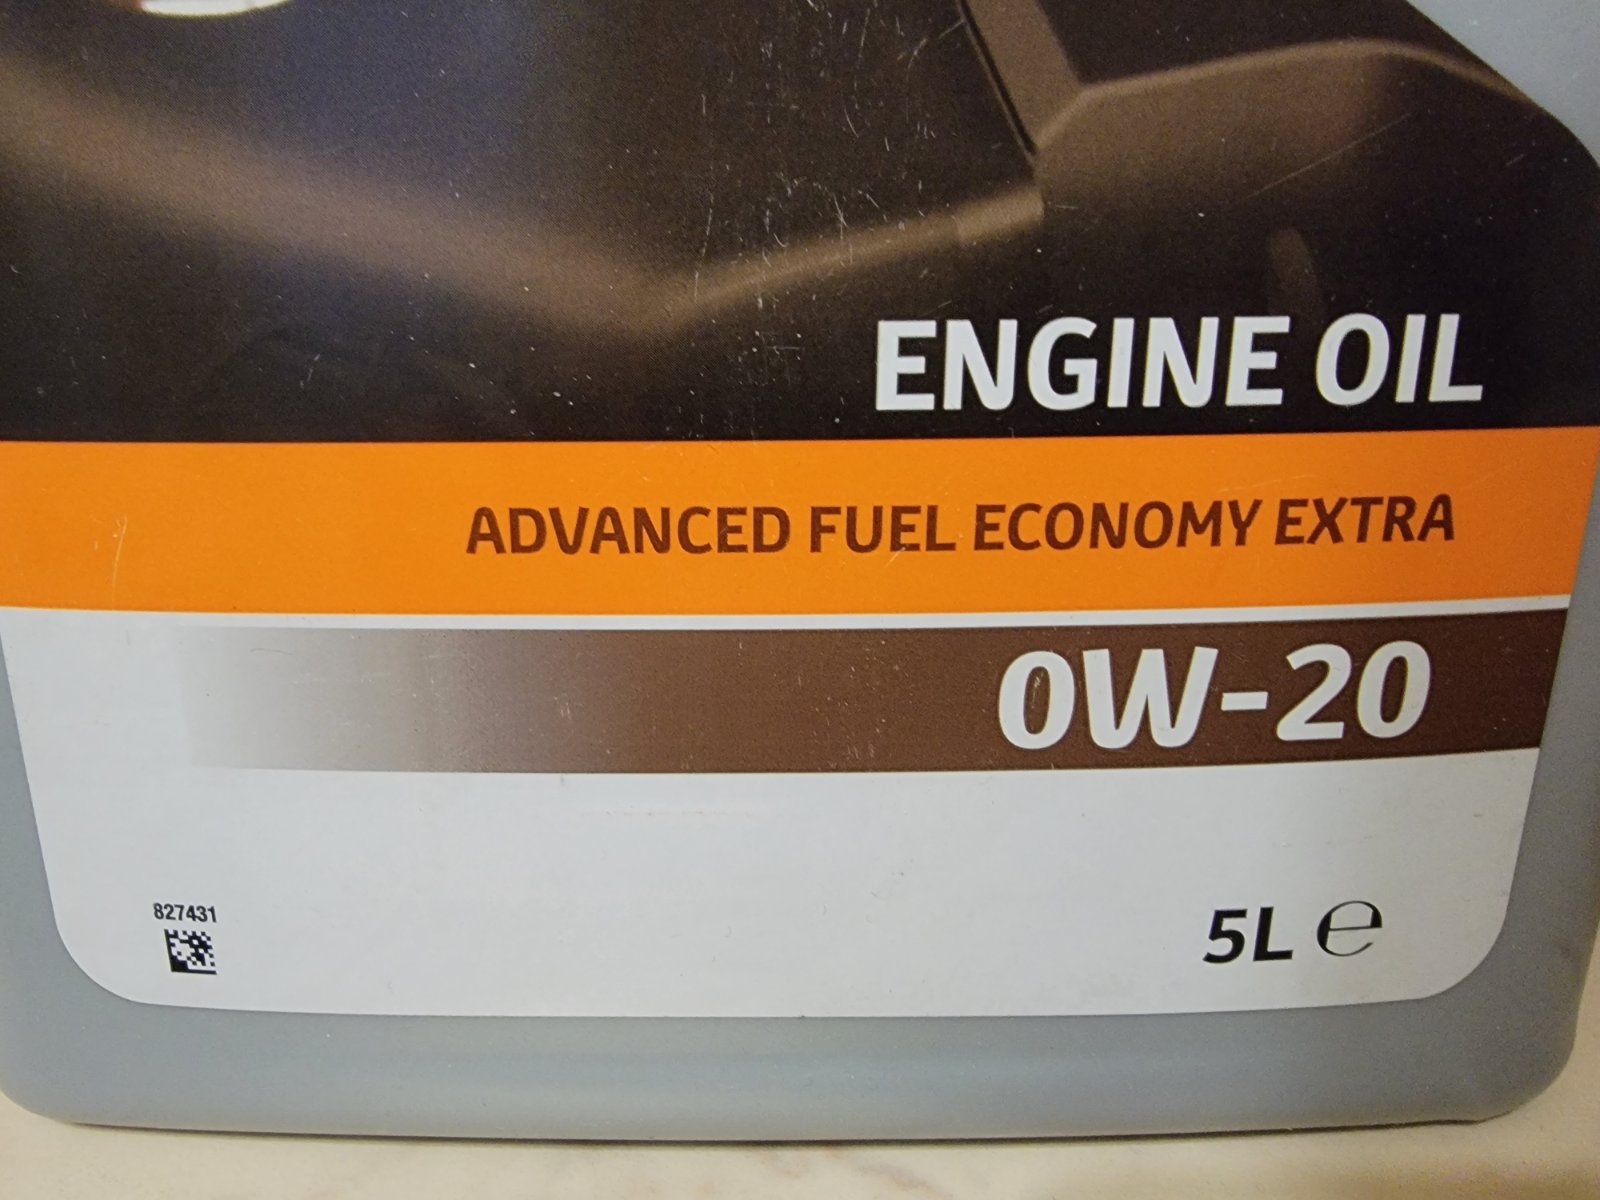 ENGINE OIL
ADVANCED FUEL ECONOMY EXTRA
0W-20
827431
5L ℮